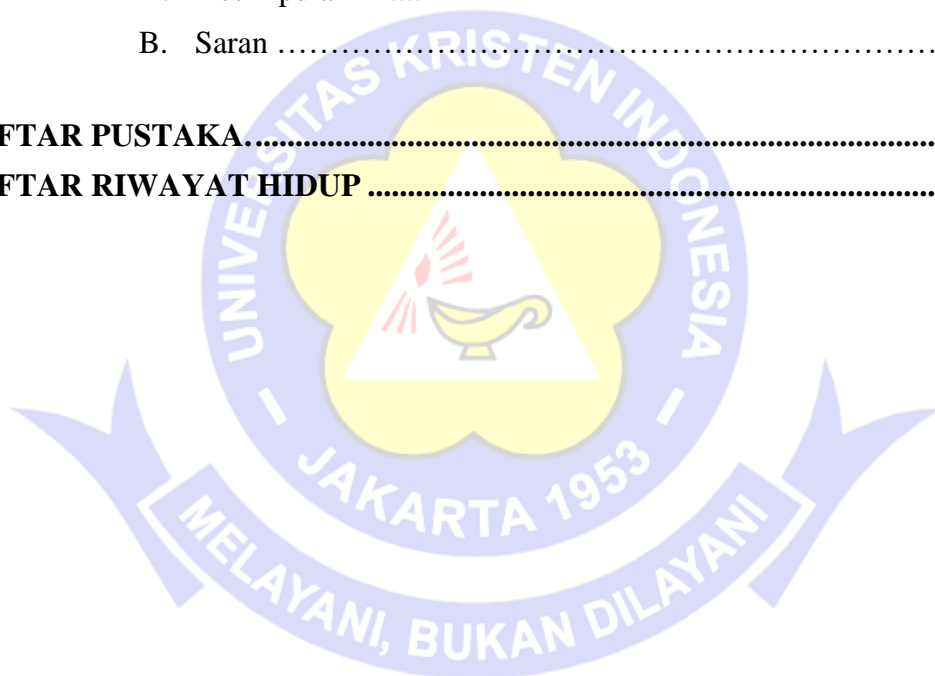 B. Saran ……………………………………………………
FTAR PUSTAKA.....................................................................................
FTAR RIWAYAT HIDUP .......................................................................
UNIVERSITAS KRISTEN INDONESIA
JAKARTA 1953
MELAYANI, BUKAN DILAYANI